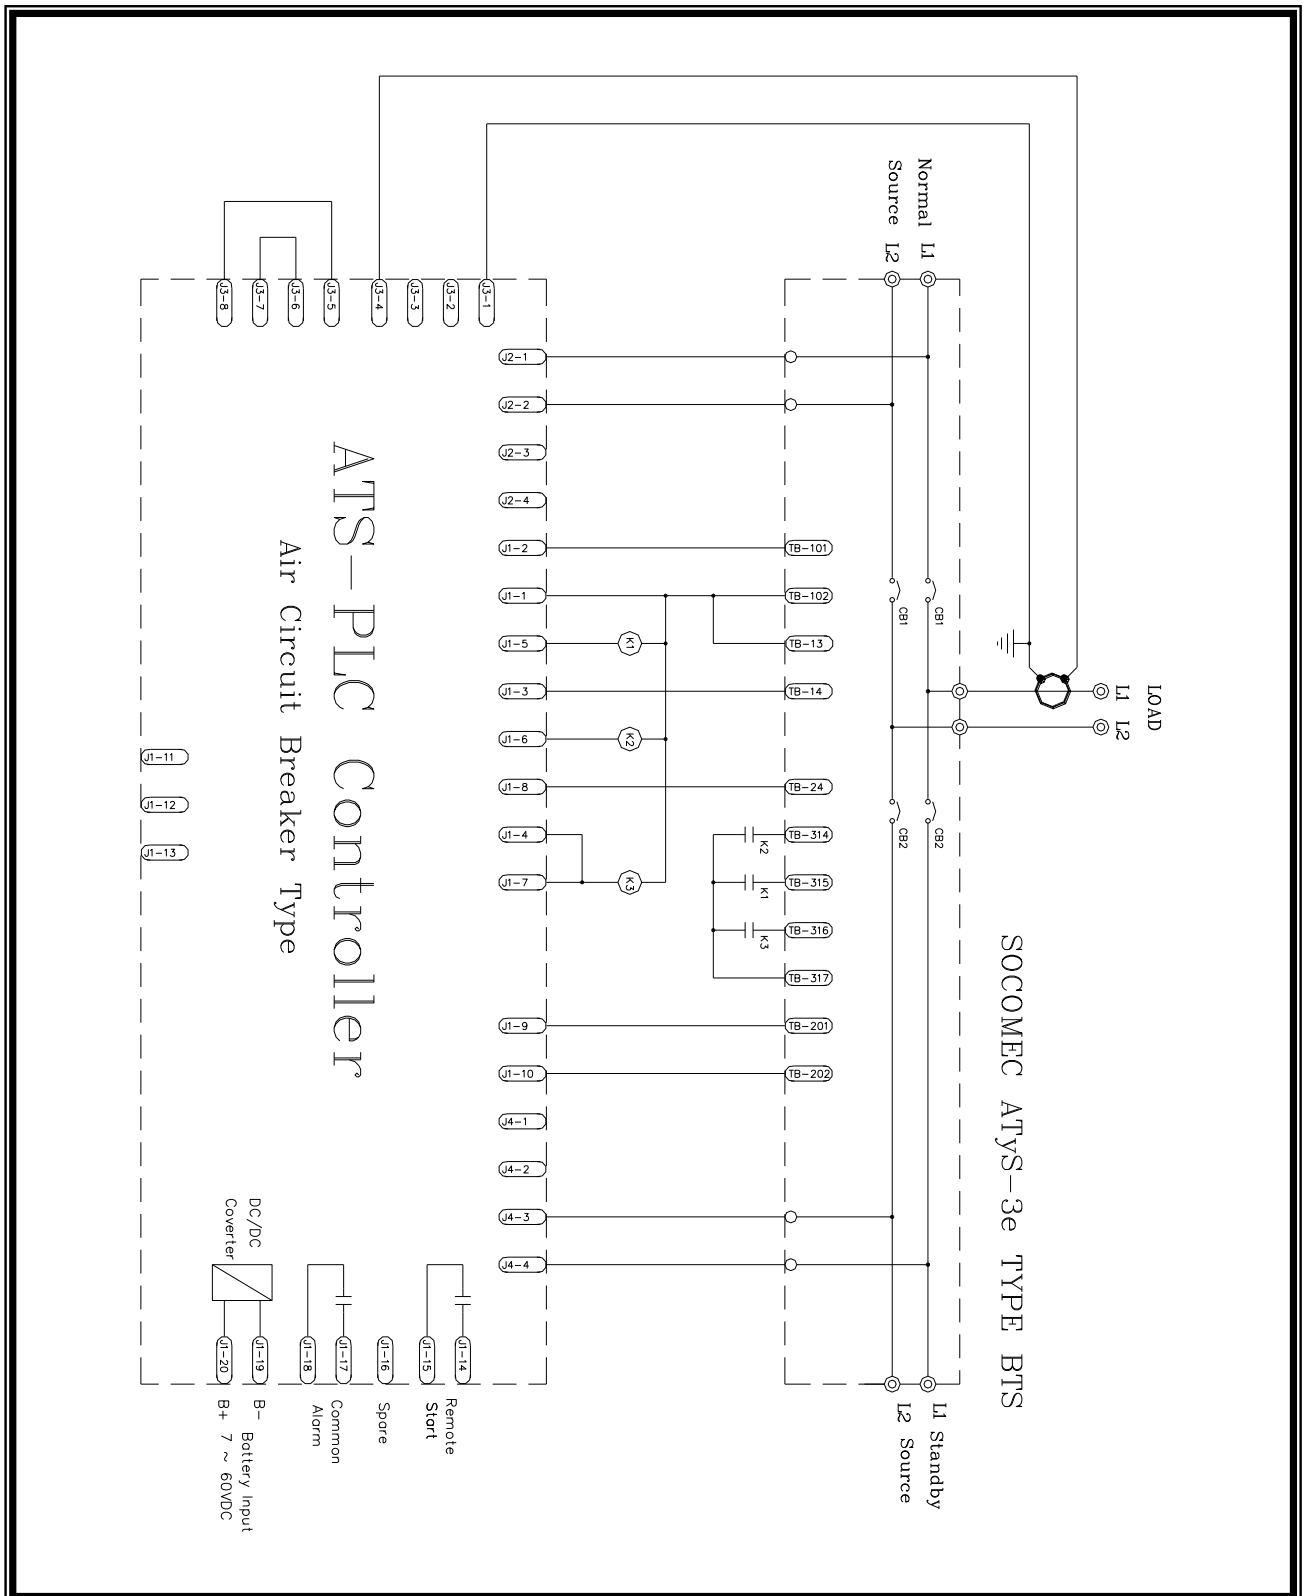 SOCOMEC ATyS-3e TYPE BTS
LOAD
L1
L2
Normal L1
Source L2
L1 Standby
L2 Source
CB1
CB1
CB2
CB2
TB-101
TB-102
TB-13
TB-14
TB-24
TB-314
TB-315
TB-316
TB-317
TB-201
TB-202
K2
K1
K3
K1
K2
K3
J3-1
J3-2
J3-3
J3-4
J3-5
J3-6
J3-7
J3-8
J2-1
J2-2
J2-3
J2-4
J1-2
J1-1
J1-5
J1-3
J1-6
J1-8
J1-4
J1-7
J1-9
J1-10
J4-1
J4-2
J4-3
J4-4
ATS-PLC Controller
Air Circuit Breaker Type
J1-11
J1-12
J1-13
J1-14
J1-15
J1-16
J1-17
J1-18
J1-19
J1-20
Remote
Start
Spare
Common
Alarm
DC/DC
Coverter
B- Battery Input
B+ 7 ~ 60VDC